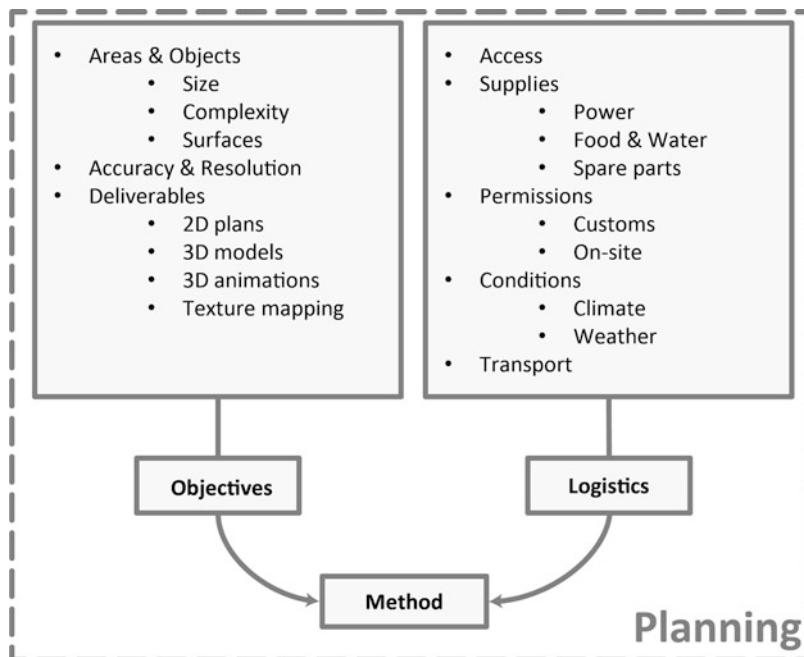 • Areas & Objects
• Size
• Complexity
• Surfaces
• Accuracy & Resolution
• Deliverables
• 2D plans
• 3D models
• 3D animations
• Texture mapping
• Access
• Supplies
• Power
• Food & Water
• Spare parts
• Permissions
• Customs
• On-site
• Conditions
• Climate
• Weather
• Transport
Objectives
Logistics
Method
Planning